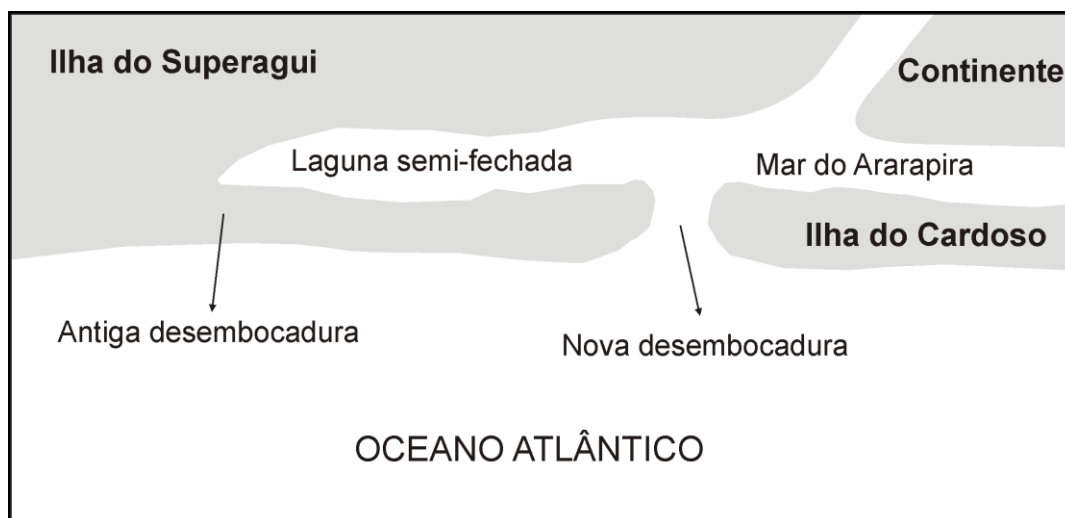 Ilha do Superagui
Continente
Laguna semi-fechada
Mar do Ararapira
Ilha do Cardoso
Antiga desembocadura
Nova desembocadura
OCEANO ATLÂNTICO